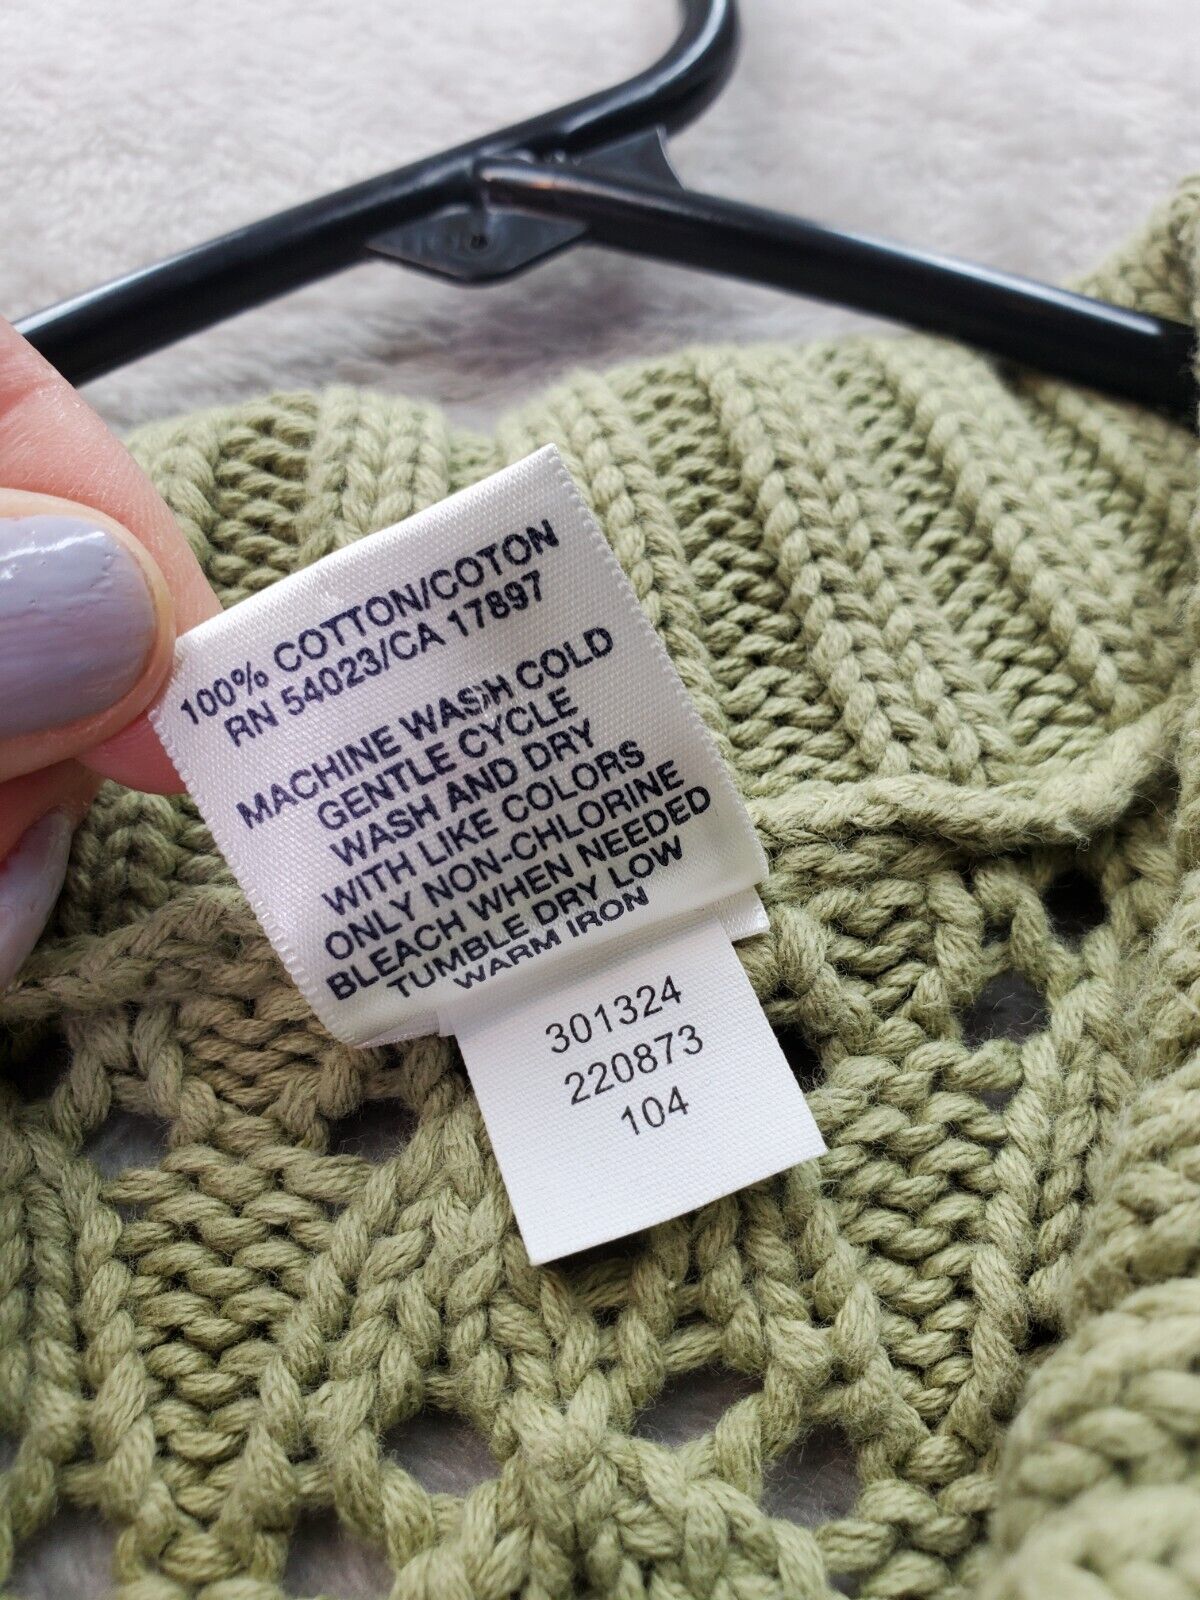 100% COTTON/COTON
RN 54023/CA 17897
MACHINE WASH COLD
GENTLE CYCLE
WASH AND DRY
WITH LIKE COLORS
ONLY NON-CHLORINE
BLEACH WHEN NEEDED
TUMBLE DRY LOW
WARM IRON
301324
220873
104